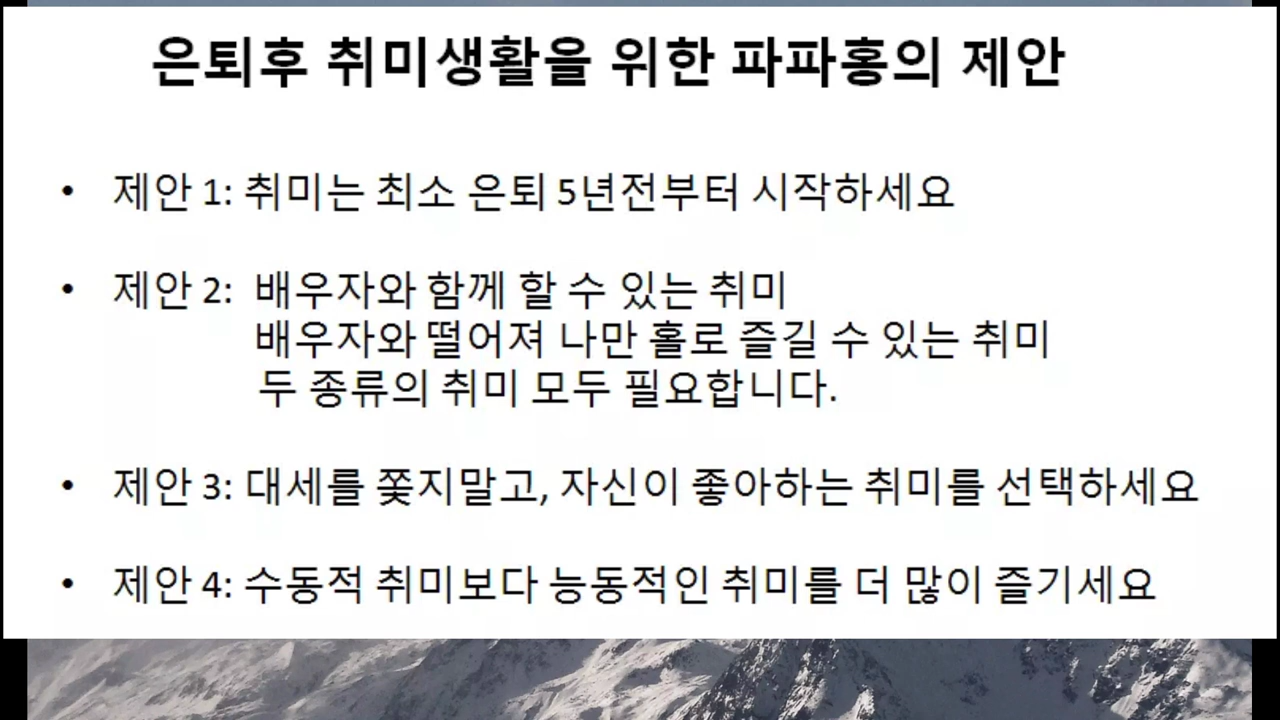 은퇴후 취미생활을 위한 파파홍의 제안
• 제안 1: 취미는 최소 은퇴 5년전부터 시작하세요
• 제안 2: 배우자와 함께 할 수 있는 취미
배우자와 떨어져 나만 홀로 즐길 수 있는 취미
두 종류의 취미 모두 필요합니다.
• 제안 3: 대세를 쫓지말고, 자신이 좋아하는 취미를 선택하세요
• 제안 4: 수동적 취미보다 능동적인 취미를 더 많이 즐기세요